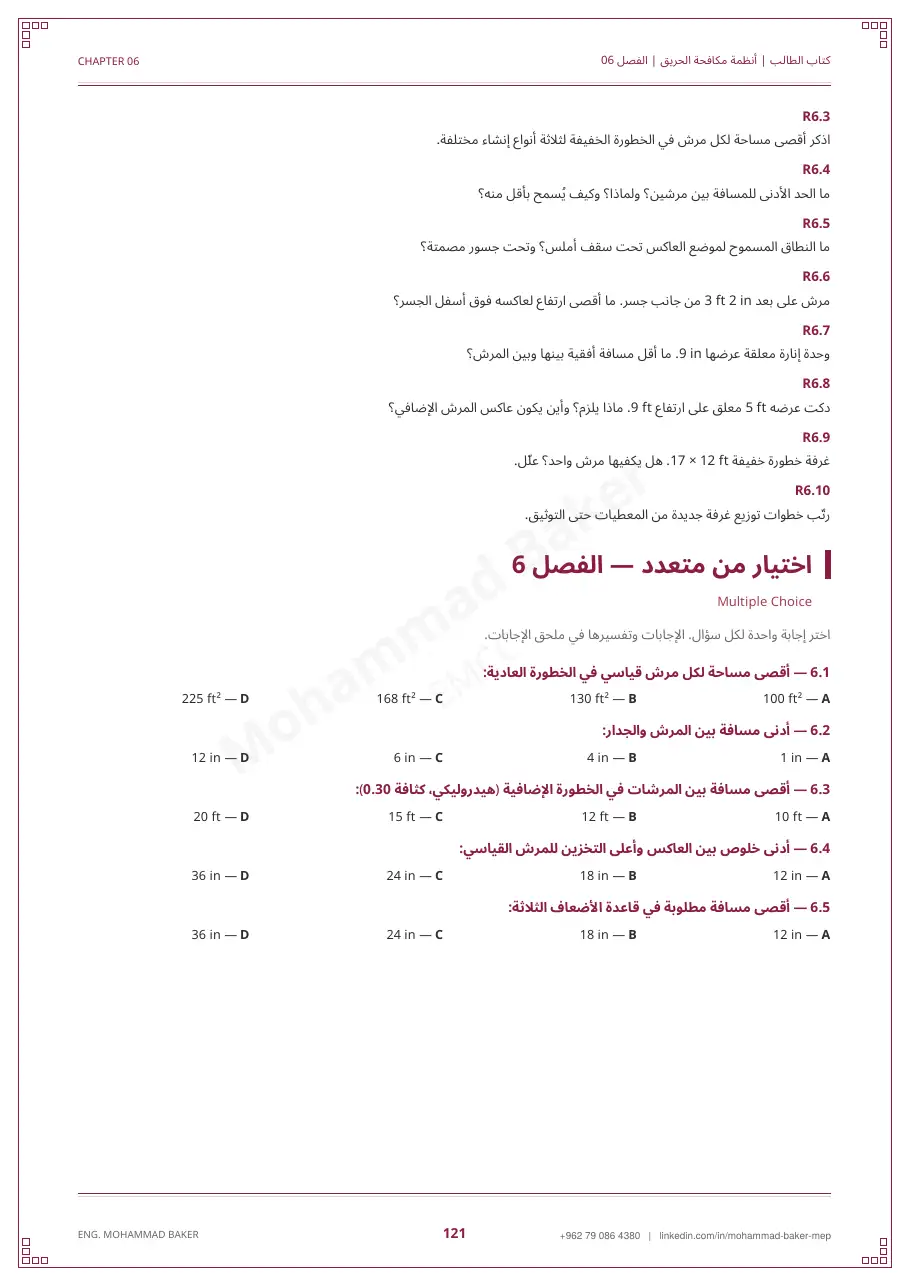 كتاب الطالب | أنظمة مكافحة الحريق | الفصل 06
CHAPTER 06
R6.3
اذكر أقصى مساحة لكل مرش في الخطورة الخفيفة لثلاثة أنواع إنشاء مختلفة.
R6.4
ما الحد الأدنى للمسافة بين مرشين؟ ولماذا؟ وكيف يُسمح بأقل منه؟
R6.5
ما النطاق المسموح لموضع العاكس تحت سقف أملس؟ وتحت جسور مصمتة؟
R6.6
مرش على بعد 3 ft 2 in من جانب جسر. ما أقصى ارتفاع لعاكسه فوق أسفل الجسر؟
R6.7
وحدة إنارة معلقة عرضها 9 in. ما أقل مسافة أفقية بينها وبين المرش؟
R6.8
دكت عرضه 5 ft معلق على ارتفاع 9 ft. ماذا يلزم؟ وأين يكون عاكس المرش الإضافي؟
R6.9
غرفة خطورة خفيفة 17 × 12 ft. هل يكفيها مرش واحد؟ علّل.
R6.10
رتّب خطوات توزيع غرفة جديدة من المعطيات حتى التوثيق.
اختيار من متعدد — الفصل 6
Multiple Choice
اختر إجابة واحدة لكل سؤال. الإجابات وتفسيرها في ملحق الإجابات.
6.1 — أقصى مساحة لكل مرش قياسي في الخطورة العادية:
A — 100 ft² B — 130 ft² C — 168 ft² D — 225 ft²
6.2 — أدنى مسافة بين المرش والجدار:
A — 1 in B — 4 in C — 6 in D — 12 in
6.3 — أقصى مسافة بين المرشات في الخطورة الإضافية (هيدروليكي، كثافة 0.30):
A — 10 ft B — 12 ft C — 15 ft D — 20 ft
6.4 — أدنى خلوص بين العاكس وأعلى التخزين للمرش القياسي:
A — 12 in B — 18 in C — 24 in D — 36 in
6.5 — أقصى مسافة مطلوبة في قاعدة الأضعاف الثلاثة:
A — 12 in B — 18 in C — 24 in D — 36 in
Mohammad Baker
ENG. MOHAMMAD BAKER
121
+962 79 086 4380 | linkedin.com/in/mohammad-baker-mep